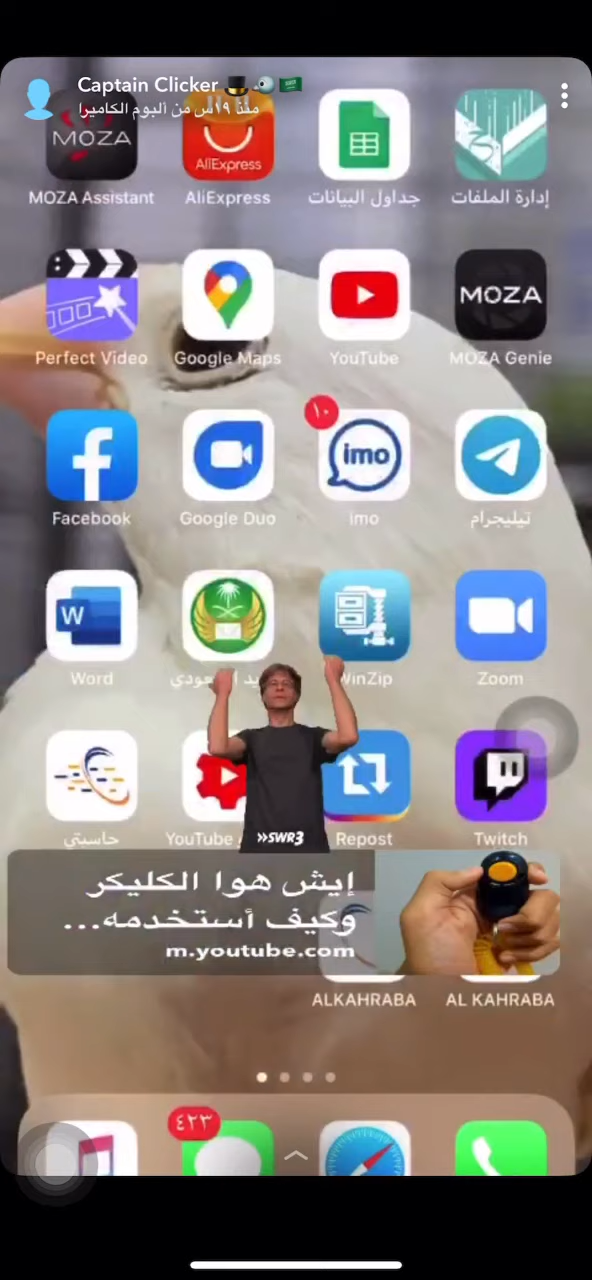 Captain Clicker
منذ ١٩س من ألبوم الكاميرا
MOZA
AliExpress
MOZA Assistant
AliExpress
جداول البيانات
إدارة الملفات
MOZA
Perfect Video
Google Maps
YouTube
MOZA Genie
١٠
imo
Facebook
Google Duo
imo
تيليجرام
W
Word
WinZip
Zoom
حاسبتي
YouTube
Repost
Twitch
SWR3
إيش هوا الكليكر
وكيف أستخدمه...
m.youtube.com
ALKAHRABA
AL KAHRABA
٤٢٣